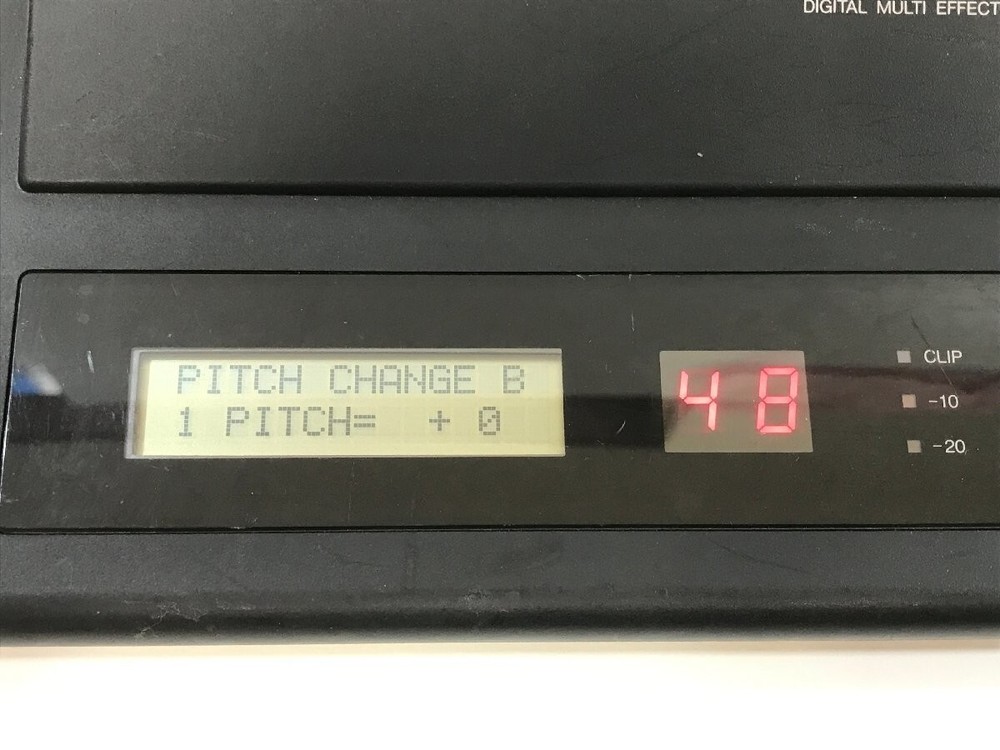 DIGITAL MULTI EFFECT
PITCH CHANGE B
1 PITCH= + 0
48
CLIP
-10
-20